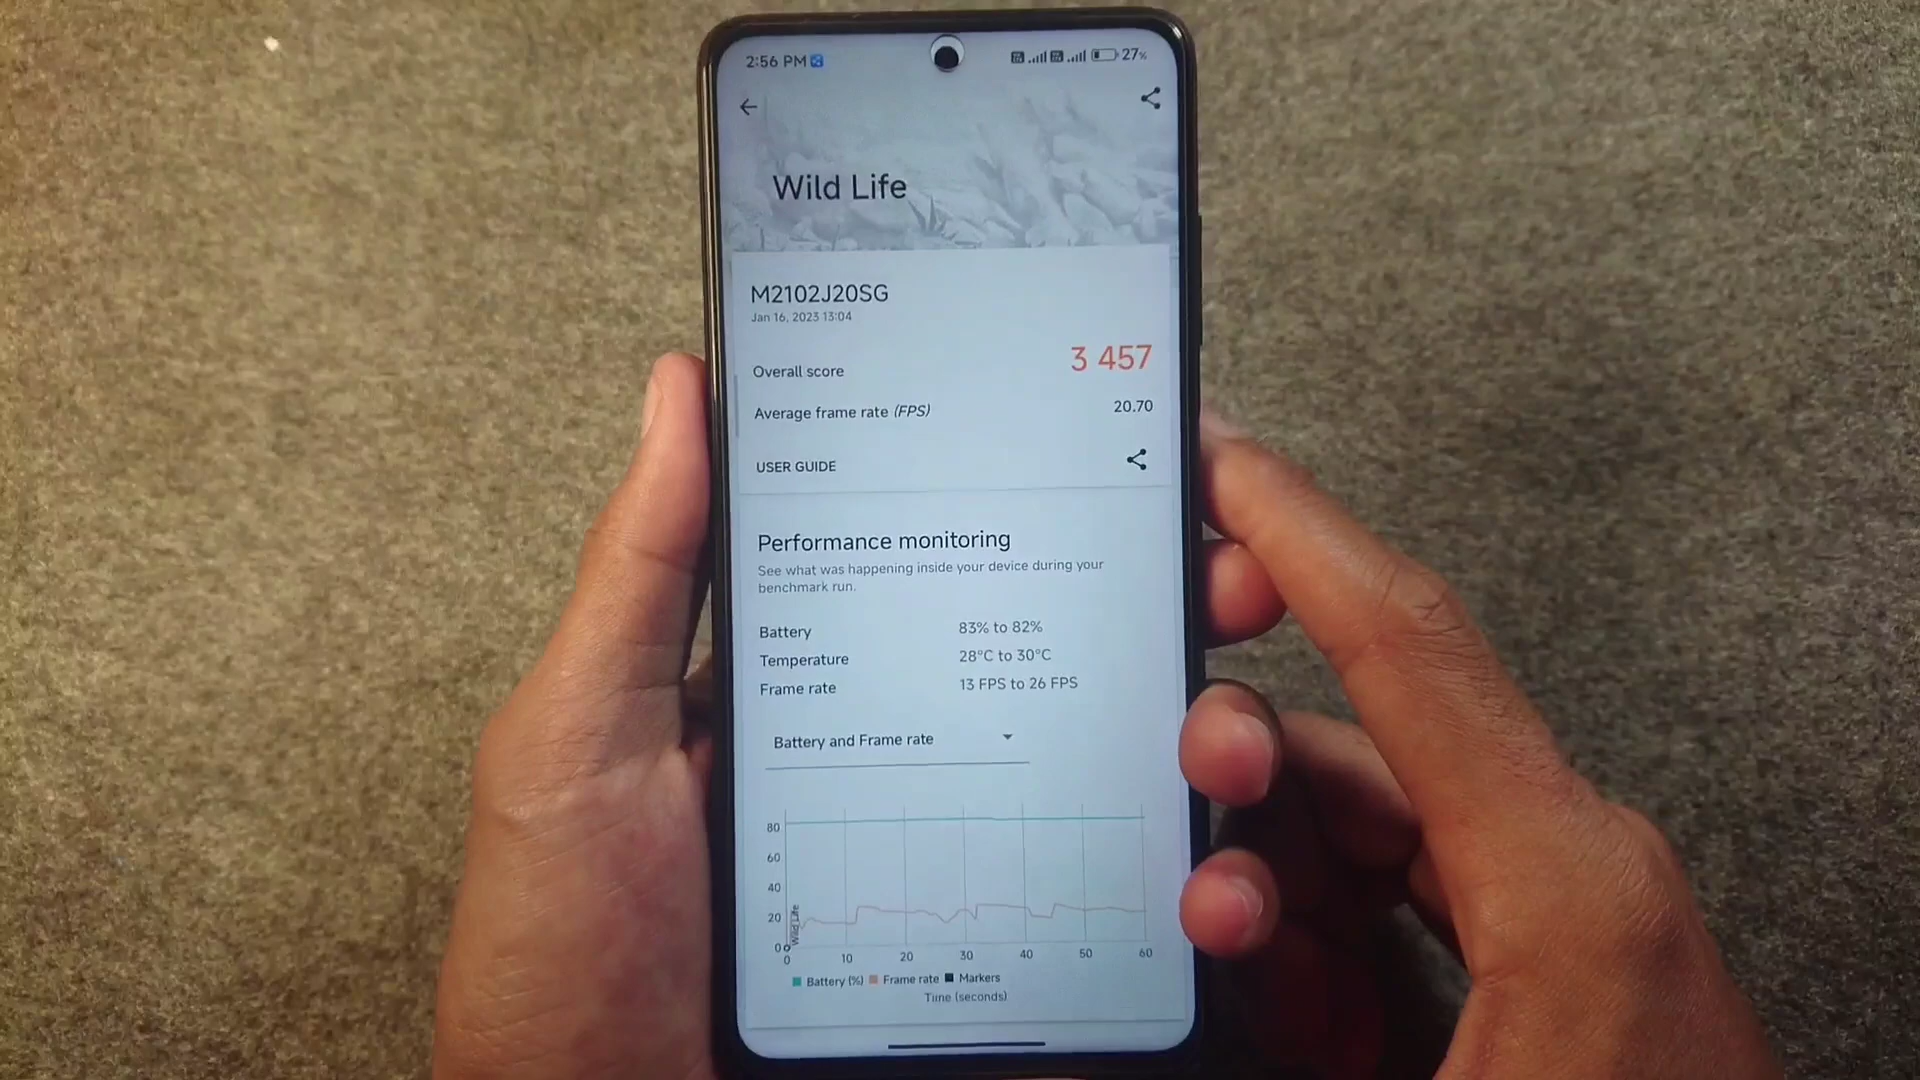 2:56 PM
27%
Wild Life
M2102J20SG
Jan 16, 2023 13:04
Overall score
3 457
Average frame rate (FPS)
20.70
USER GUIDE
Performance monitoring
See what was happening inside your device during your
benchmark run.
Battery
83% to 82%
Temperature
28°C to 30°C
Frame rate
13 FPS to 26 FPS
Battery and Frame rate
80
60
40
20
0
Wild Life
0 10 20 30 40 50 60
Battery (%) Frame rate Markers
Time (seconds)